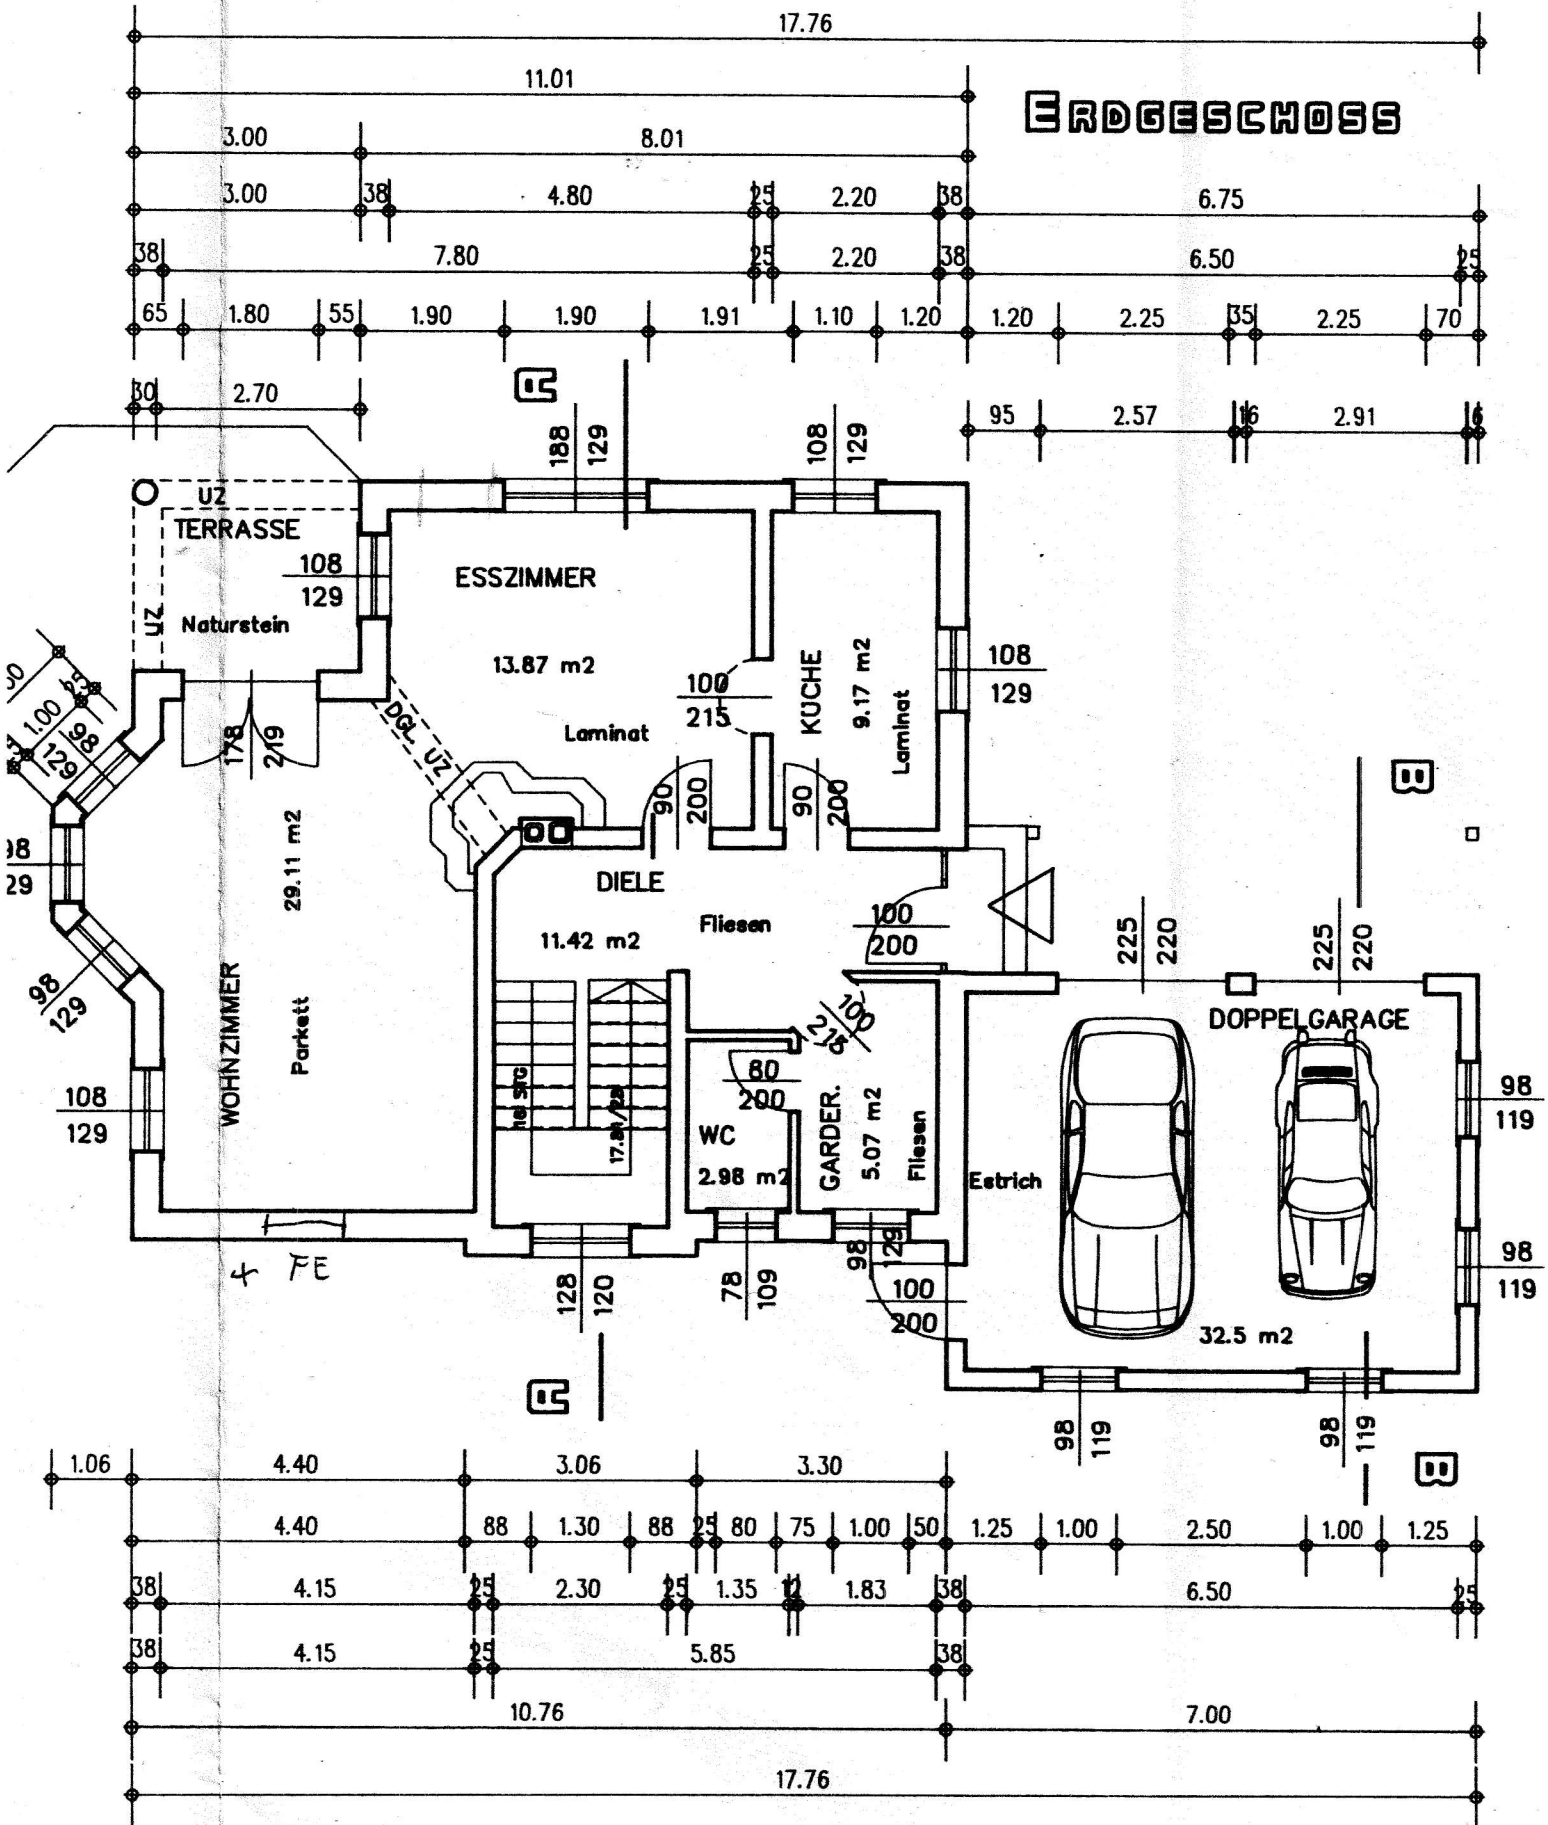 17.76
11.01
ERDGESCHOSS
3.00 8.01
3.00 38 4.80 25 2.20 38 6.75
38 7.80 25 2.20 38 6.50 25
65 1.80 55 1.90 1.90 1.91 1.10 1.20 1.20 2.25 35 2.25 70
30 2.70
95 2.57 16 2.91 6
A
188
129
108
129
UZ
TERRASSE
UZ
Naturstein
108
129
ESSZIMMER
13.87 m2
Laminat
100
215
KÜCHE
9.17 m2
Laminat
108
129
1.00
25
98
129
178
219
DGL. UZ
90
200
90
200
B
29.11 m2
WOHNZIMMER
Parkett
98
129
108
129
DIELE
11.42 m2
Fliesen
100
200
225
220
225
220
16 STG
17.81/28
100
215
80
200
WC
2.98 m2
GARDER.
5.07 m2
Fliesen
DOPPELGARAGE
Estrich
32.5 m2
98
119
98
119
+ FE
128
120
78
109
98
129
100
200
98
119
98
119
A
B
1.06 4.40 3.06 3.30
4.40 88 1.30 88 25 80 75 1.00 50 1.25 1.00 2.50 1.00 1.25
38 4.15 25 2.30 25 1.35 12 1.83 38 6.50 25
38 4.15 25 5.85 38
10.76 7.00
17.76